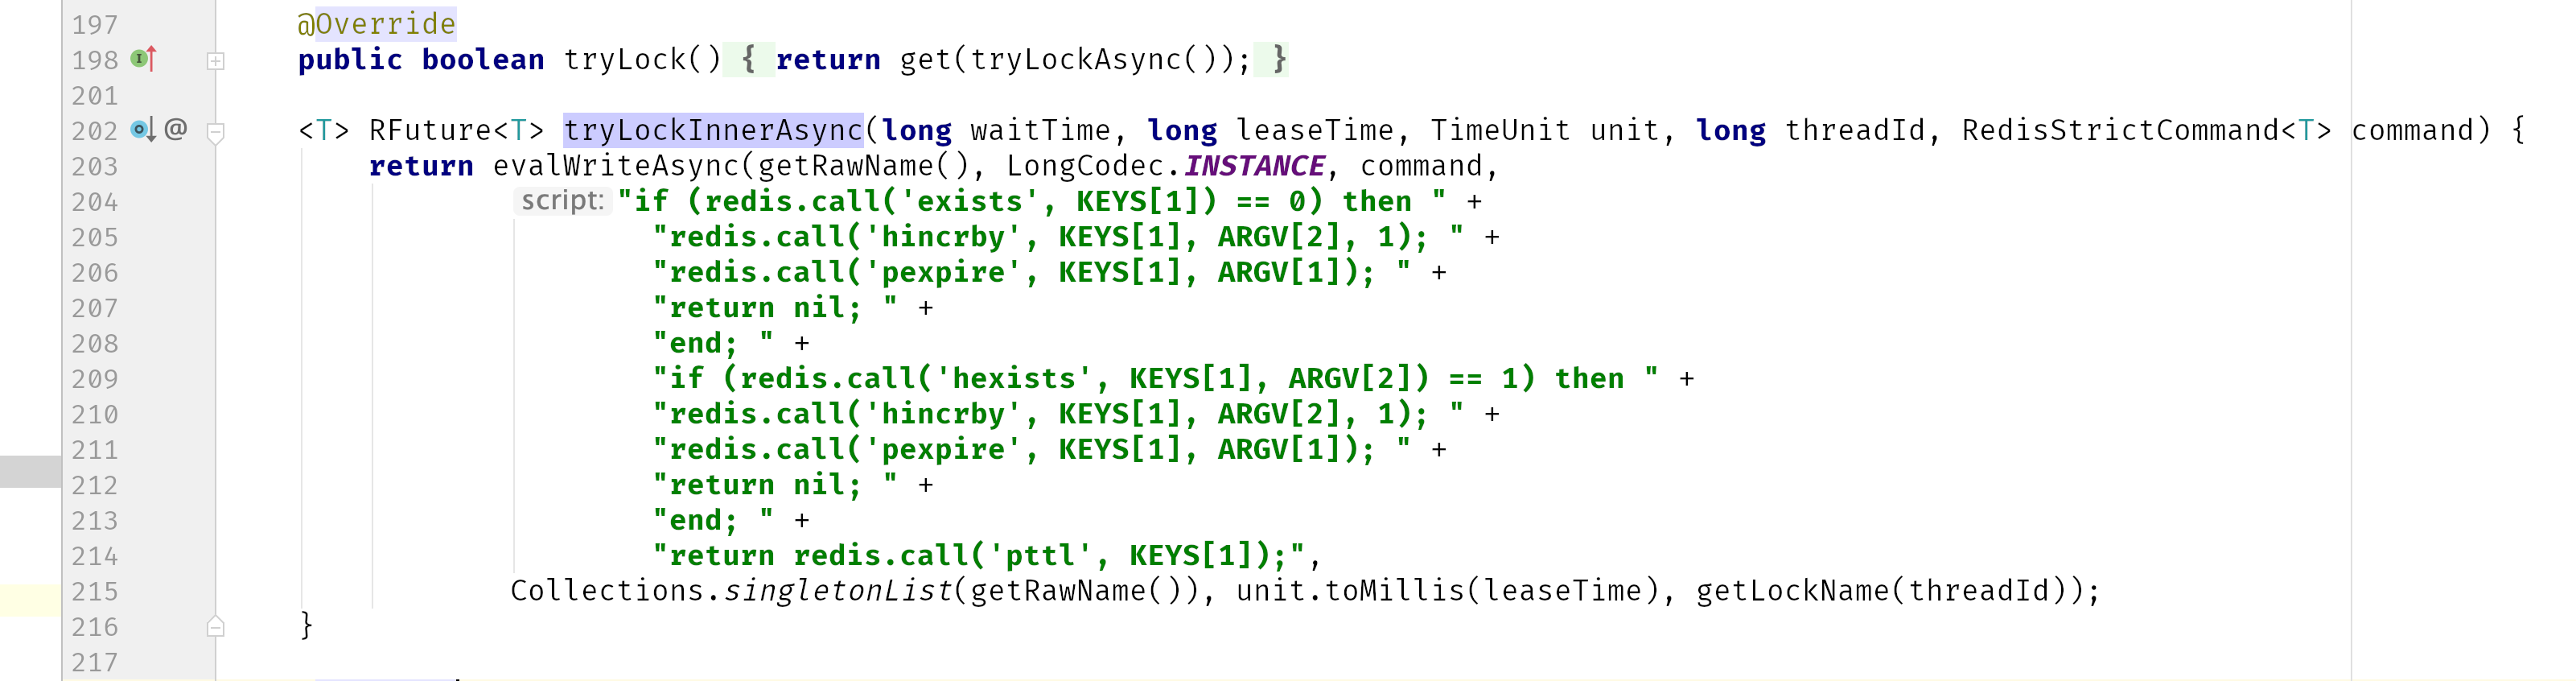 197 @Override
198 public boolean tryLock() { return get(tryLockAsync()); }
201
202 @ <T> RFuture<T> tryLockInnerAsync(long waitTime, long leaseTime, TimeUnit unit, long threadId, RedisStrictCommand<T> command) {
203 return evalWriteAsync(getRawName(), LongCodec.INSTANCE, command,
204 script: "if (redis.call('exists', KEYS[1]) == 0) then " +
205 "redis.call('hincrby', KEYS[1], ARGV[2], 1); " +
206 "redis.call('pexpire', KEYS[1], ARGV[1]); " +
207 "return nil; " +
208 "end; " +
209 "if (redis.call('hexists', KEYS[1], ARGV[2]) == 1) then " +
210 "redis.call('hincrby', KEYS[1], ARGV[2], 1); " +
211 "redis.call('pexpire', KEYS[1], ARGV[1]); " +
212 "return nil; " +
213 "end; " +
214 "return redis.call('pttl', KEYS[1]);",
215 Collections.singletonList(getRawName()), unit.toMillis(leaseTime), getLockName(threadId));
216 }
217